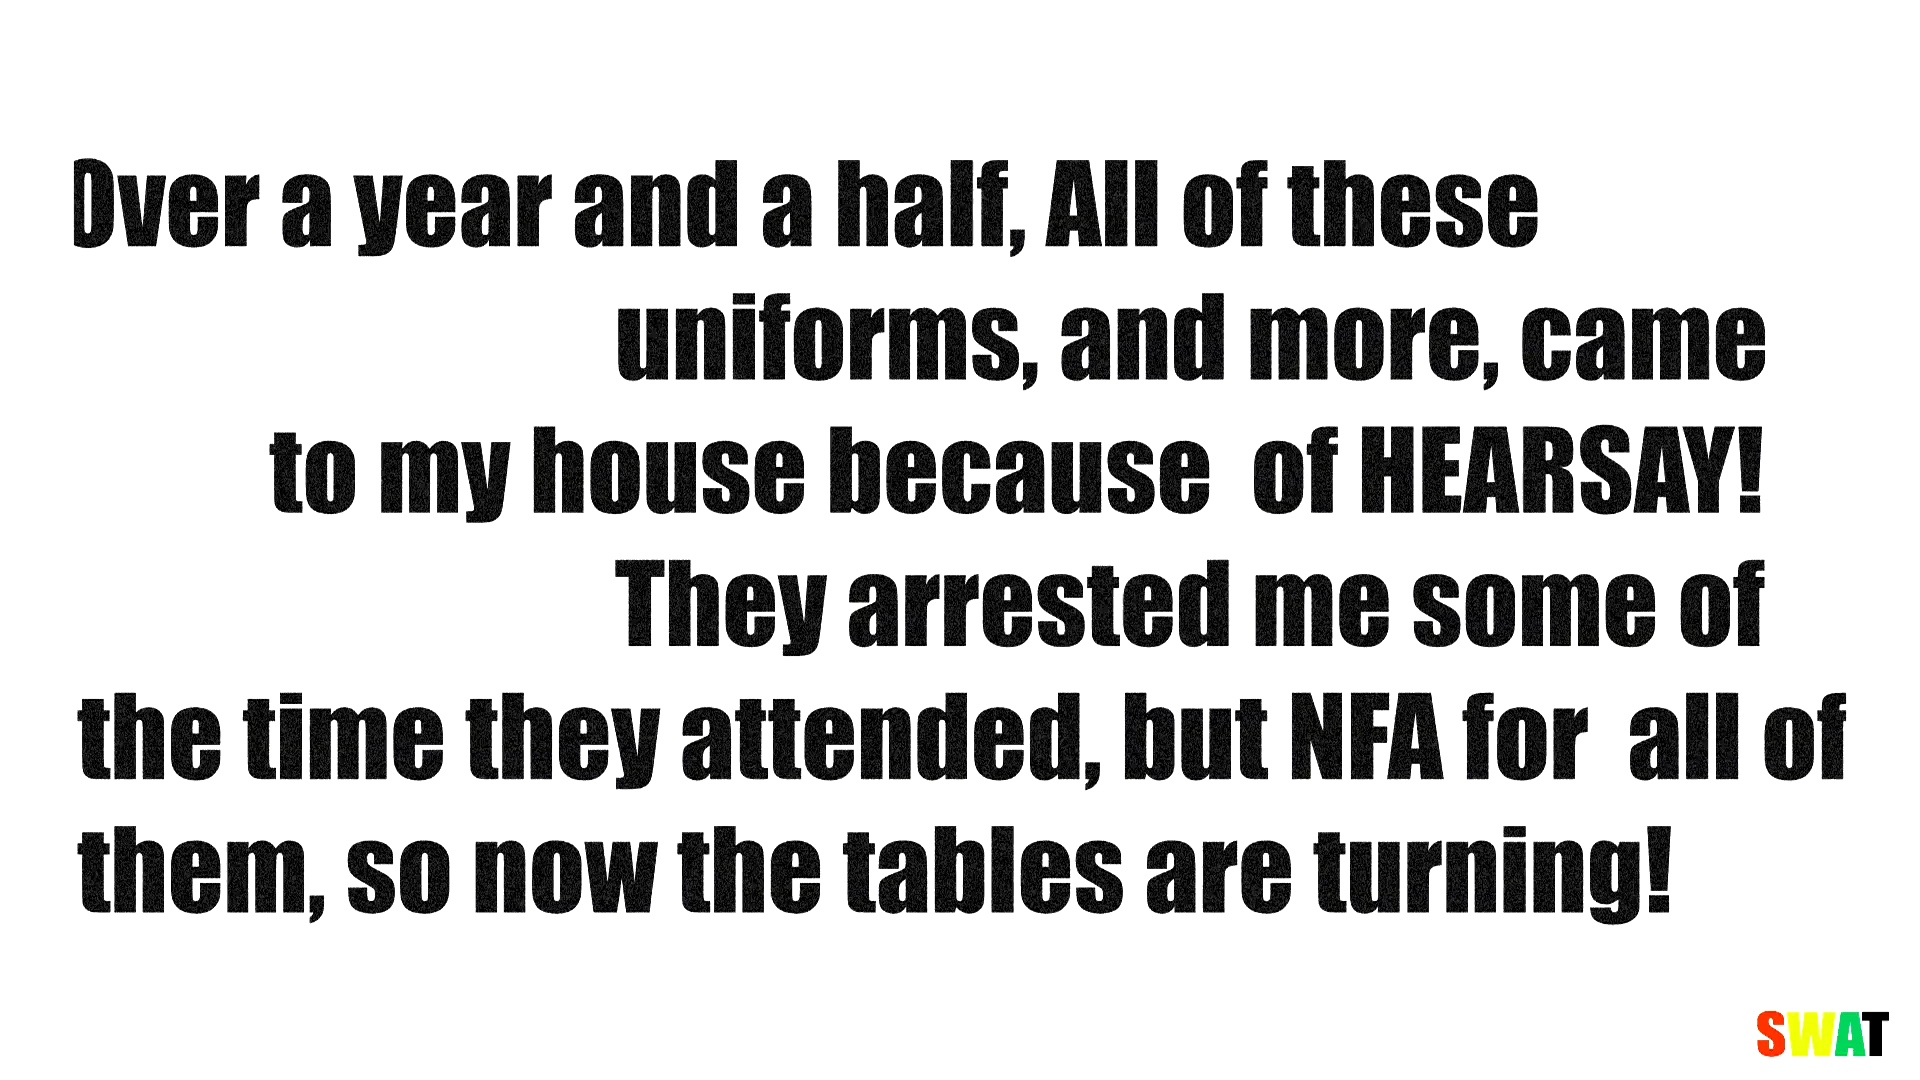 Over a year and a half, All of these
uniforms, and more, came
to my house because  of HEARSAY!
They arrested me some of
the time they attended, but NFA for  all of
them, so now the tables are turning!
SWAT